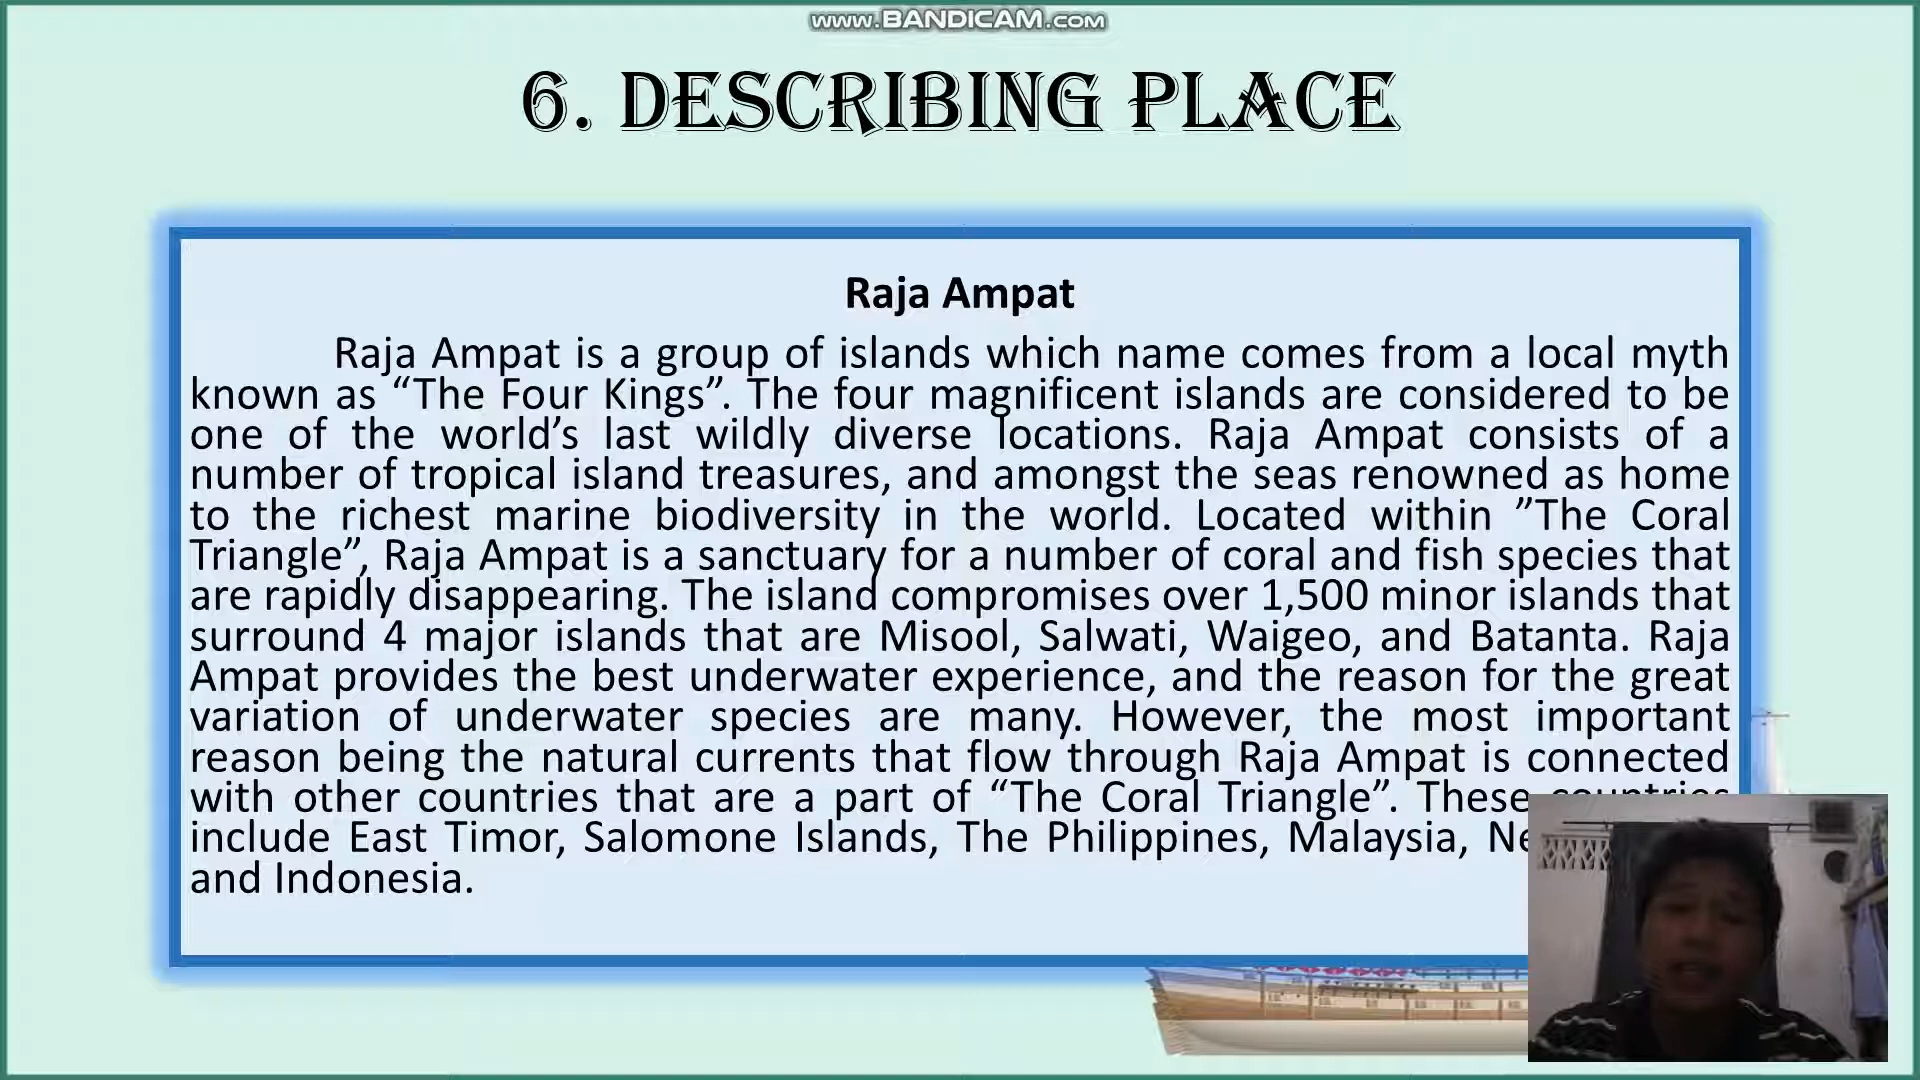 www.BANDICAM.com
6. DESCRIBING PLACE
Raja Ampat
Raja Ampat is a group of islands which name comes from a local myth
known as “The Four Kings”. The four magnificent islands are considered to be
one of the world’s last wildly diverse locations. Raja Ampat consists of a
number of tropical island treasures, and amongst the seas renowned as home
to the richest marine biodiversity in the world. Located within ”The Coral
Triangle”, Raja Ampat is a sanctuary for a number of coral and fish species that
are rapidly disappearing. The island compromises over 1,500 minor islands that
surround 4 major islands that are Misool, Salwati, Waigeo, and Batanta. Raja
Ampat provides the best underwater experience, and the reason for the great
variation of underwater species are many. However, the most important
reason being the natural currents that flow through Raja Ampat is connected
with other countries that are a part of “The Coral Triangle”. These countries
include East Timor, Salomone Islands, The Philippines, Malaysia,
and Indonesia.